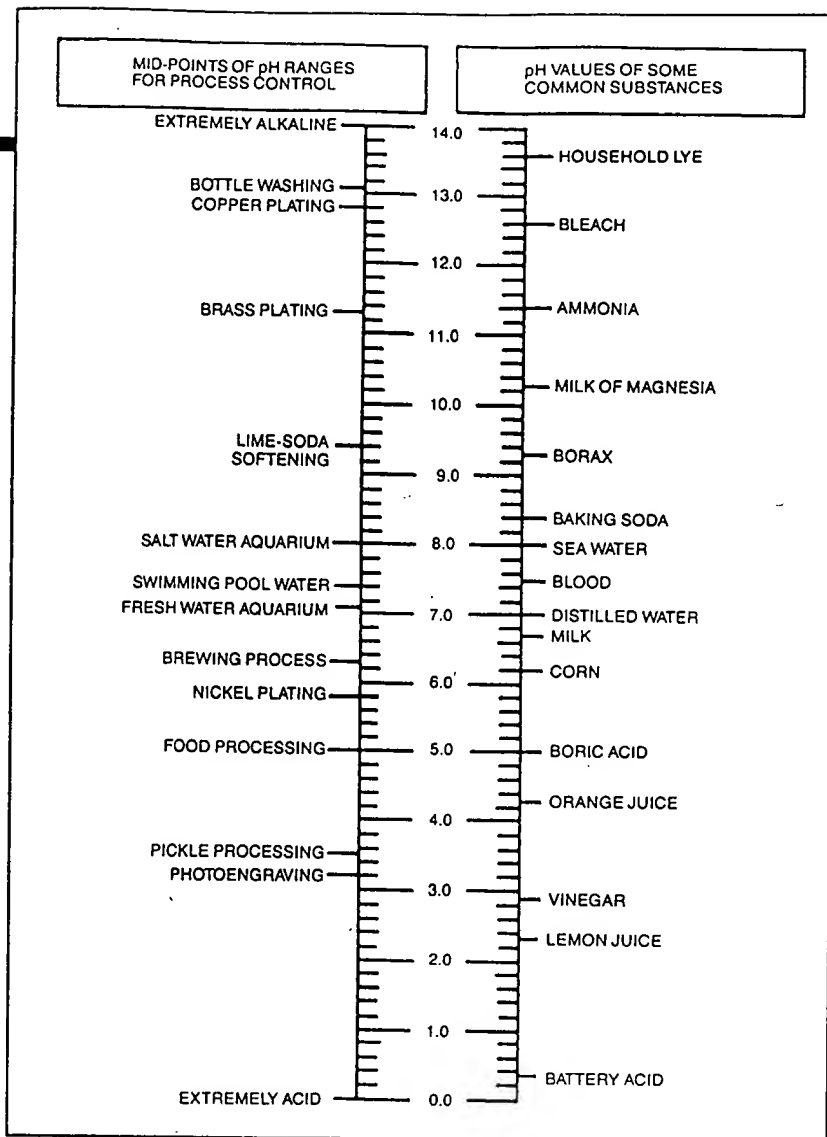 MID-POINTS OF pH RANGES
FOR PROCESS CONTROL
pH VALUES OF SOME
COMMON SUBSTANCES
EXTREMELY ALKALINE
BOTTLE WASHING
COPPER PLATING
BRASS PLATING
LIME-SODA
SOFTENING
SALT WATER AQUARIUM
SWIMMING POOL WATER
FRESH WATER AQUARIUM
BREWING PROCESS
NICKEL PLATING
FOOD PROCESSING
PICKLE PROCESSING
PHOTOENGRAVING
EXTREMELY ACID
14.0
13.0
12.0
11.0
10.0
9.0
8.0
7.0
6.0
5.0
4.0
3.0
2.0
1.0
0.0
HOUSEHOLD LYE
BLEACH
AMMONIA
MILK OF MAGNESIA
BORAX
BAKING SODA
SEA WATER
BLOOD
DISTILLED WATER
MILK
CORN
BORIC ACID
ORANGE JUICE
VINEGAR
LEMON JUICE
BATTERY ACID